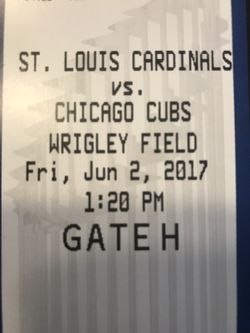 ST. LOUIS CARDINALS
vs.
CHICAGO CUBS
WRIGLEY FIELD
Fri, Jun 2, 2017
1:20 PM
GATE H